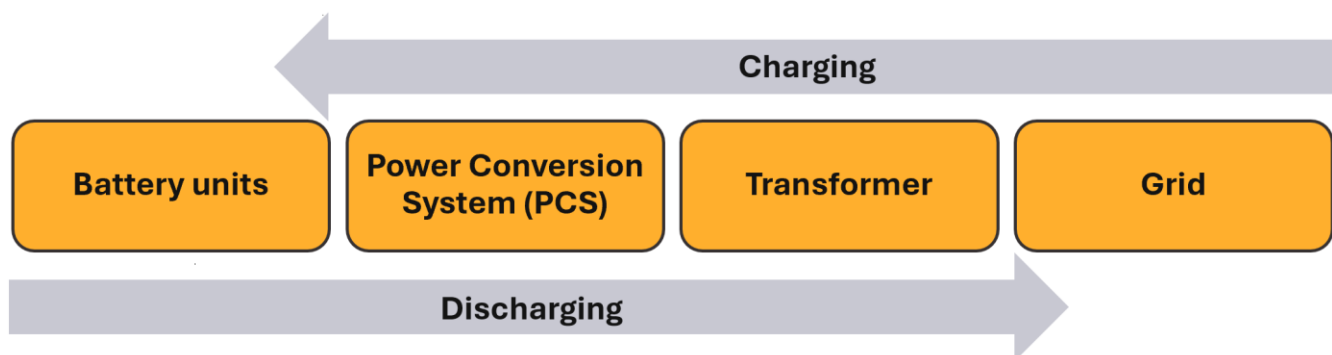 Charging
Battery units
Power Conversion
System (PCS)
Transformer
Grid
Discharging